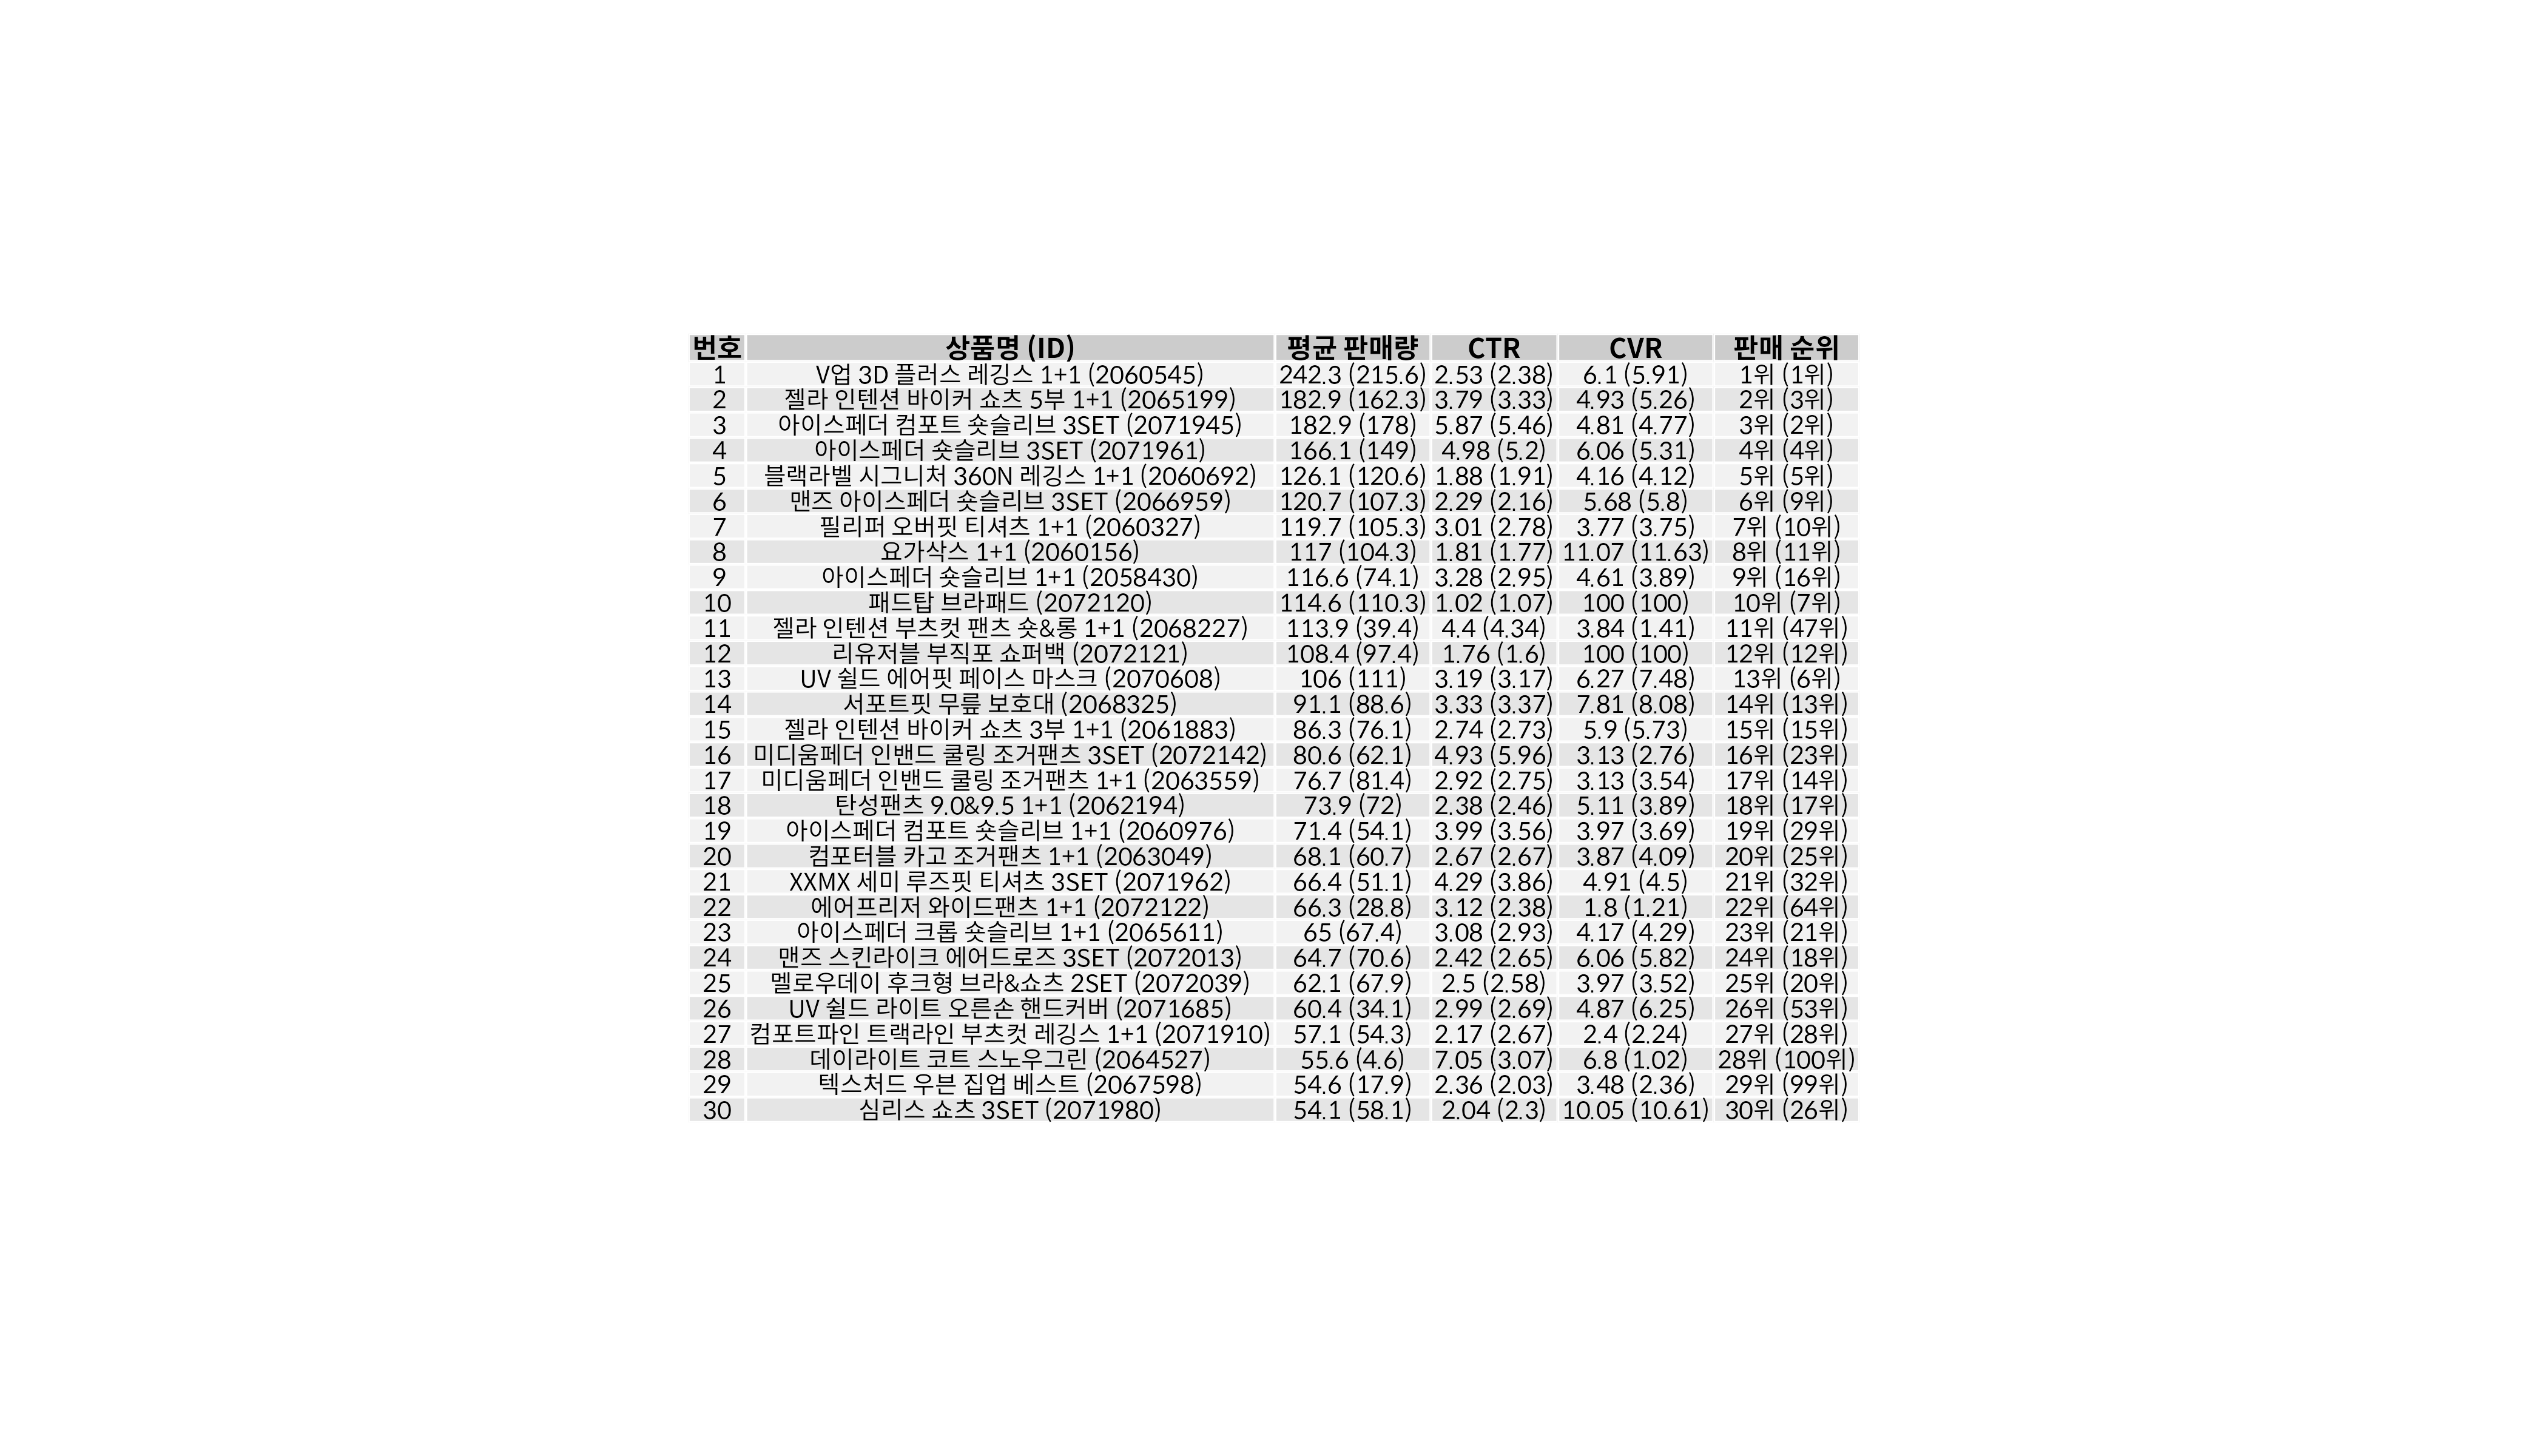 번호 상품명 (ID) 평균 판매량 CTR CVR 판매 순위
1 V업 3D 플러스 레깅스 1+1 (2060545) 242.3 (215.6) 2.53 (2.38) 6.1 (5.91) 1위 (1위)
2 젤라 인텐션 바이커 쇼츠 5부 1+1 (2065199) 182.9 (162.3) 3.79 (3.33) 4.93 (5.26) 2위 (3위)
3 아이스페더 컴포트 숏슬리브 3SET (2071945) 182.9 (178) 5.87 (5.46) 4.81 (4.77) 3위 (2위)
4 아이스페더 숏슬리브 3SET (2071961) 166.1 (149) 4.98 (5.2) 6.06 (5.31) 4위 (4위)
5 블랙라벨 시그니처 360N 레깅스 1+1 (2060692) 126.1 (120.6) 1.88 (1.91) 4.16 (4.12) 5위 (5위)
6 맨즈 아이스페더 숏슬리브 3SET (2066959) 120.7 (107.3) 2.29 (2.16) 5.68 (5.8) 6위 (9위)
7 필리퍼 오버핏 티셔츠 1+1 (2060327) 119.7 (105.3) 3.01 (2.78) 3.77 (3.75) 7위 (10위)
8 요가삭스 1+1 (2060156) 117 (104.3) 1.81 (1.77) 11.07 (11.63) 8위 (11위)
9 아이스페더 숏슬리브 1+1 (2058430) 116.6 (74.1) 3.28 (2.95) 4.61 (3.89) 9위 (16위)
10 패드탑 브라패드 (2072120) 114.6 (110.3) 1.02 (1.07) 100 (100) 10위 (7위)
11 젤라 인텐션 부츠컷 팬츠 숏&롱 1+1 (2068227) 113.9 (39.4) 4.4 (4.34) 3.84 (1.41) 11위 (47위)
12 리유저블 부직포 쇼퍼백 (2072121) 108.4 (97.4) 1.76 (1.6) 100 (100) 12위 (12위)
13 UV 쉴드 에어핏 페이스 마스크 (2070608) 106 (111) 3.19 (3.17) 6.27 (7.48) 13위 (6위)
14 서포트핏 무릎 보호대 (2068325) 91.1 (88.6) 3.33 (3.37) 7.81 (8.08) 14위 (13위)
15 젤라 인텐션 바이커 쇼츠 3부 1+1 (2061883) 86.3 (76.1) 2.74 (2.73) 5.9 (5.73) 15위 (15위)
16 미디움페더 인밴드 쿨링 조거팬츠 3SET (2072142) 80.6 (62.1) 4.93 (5.96) 3.13 (2.76) 16위 (23위)
17 미디움페더 인밴드 쿨링 조거팬츠 1+1 (2063559) 76.7 (81.4) 2.92 (2.75) 3.13 (3.54) 17위 (14위)
18 탄성팬츠 9.0&9.5 1+1 (2062194) 73.9 (72) 2.38 (2.46) 5.11 (3.89) 18위 (17위)
19 아이스페더 컴포트 숏슬리브 1+1 (2060976) 71.4 (54.1) 3.99 (3.56) 3.97 (3.69) 19위 (29위)
20 컴포터블 카고 조거팬츠 1+1 (2063049) 68.1 (60.7) 2.67 (2.67) 3.87 (4.09) 20위 (25위)
21 XXMX 세미 루즈핏 티셔츠 3SET (2071962) 66.4 (51.1) 4.29 (3.86) 4.91 (4.5) 21위 (32위)
22 에어프리저 와이드팬츠 1+1 (2072122) 66.3 (28.8) 3.12 (2.38) 1.8 (1.21) 22위 (64위)
23 아이스페더 크롭 숏슬리브 1+1 (2065611) 65 (67.4) 3.08 (2.93) 4.17 (4.29) 23위 (21위)
24 맨즈 스킨라이크 에어드로즈 3SET (2072013) 64.7 (70.6) 2.42 (2.65) 6.06 (5.82) 24위 (18위)
25 멜로우데이 후크형 브라&쇼츠 2SET (2072039) 62.1 (67.9) 2.5 (2.58) 3.97 (3.52) 25위 (20위)
26 UV 쉴드 라이트 오른손 핸드커버 (2071685) 60.4 (34.1) 2.99 (2.69) 4.87 (6.25) 26위 (53위)
27 컴포트파인 트랙라인 부츠컷 레깅스 1+1 (2071910) 57.1 (54.3) 2.17 (2.67) 2.4 (2.24) 27위 (28위)
28 데이라이트 코트 스노우그린 (2064527) 55.6 (4.6) 7.05 (3.07) 6.8 (1.02) 28위 (100위)
29 텍스처드 우븐 집업 베스트 (2067598) 54.6 (17.9) 2.36 (2.03) 3.48 (2.36) 29위 (99위)
30 심리스 쇼츠 3SET (2071980) 54.1 (58.1) 2.04 (2.3) 10.05 (10.61) 30위 (26위)